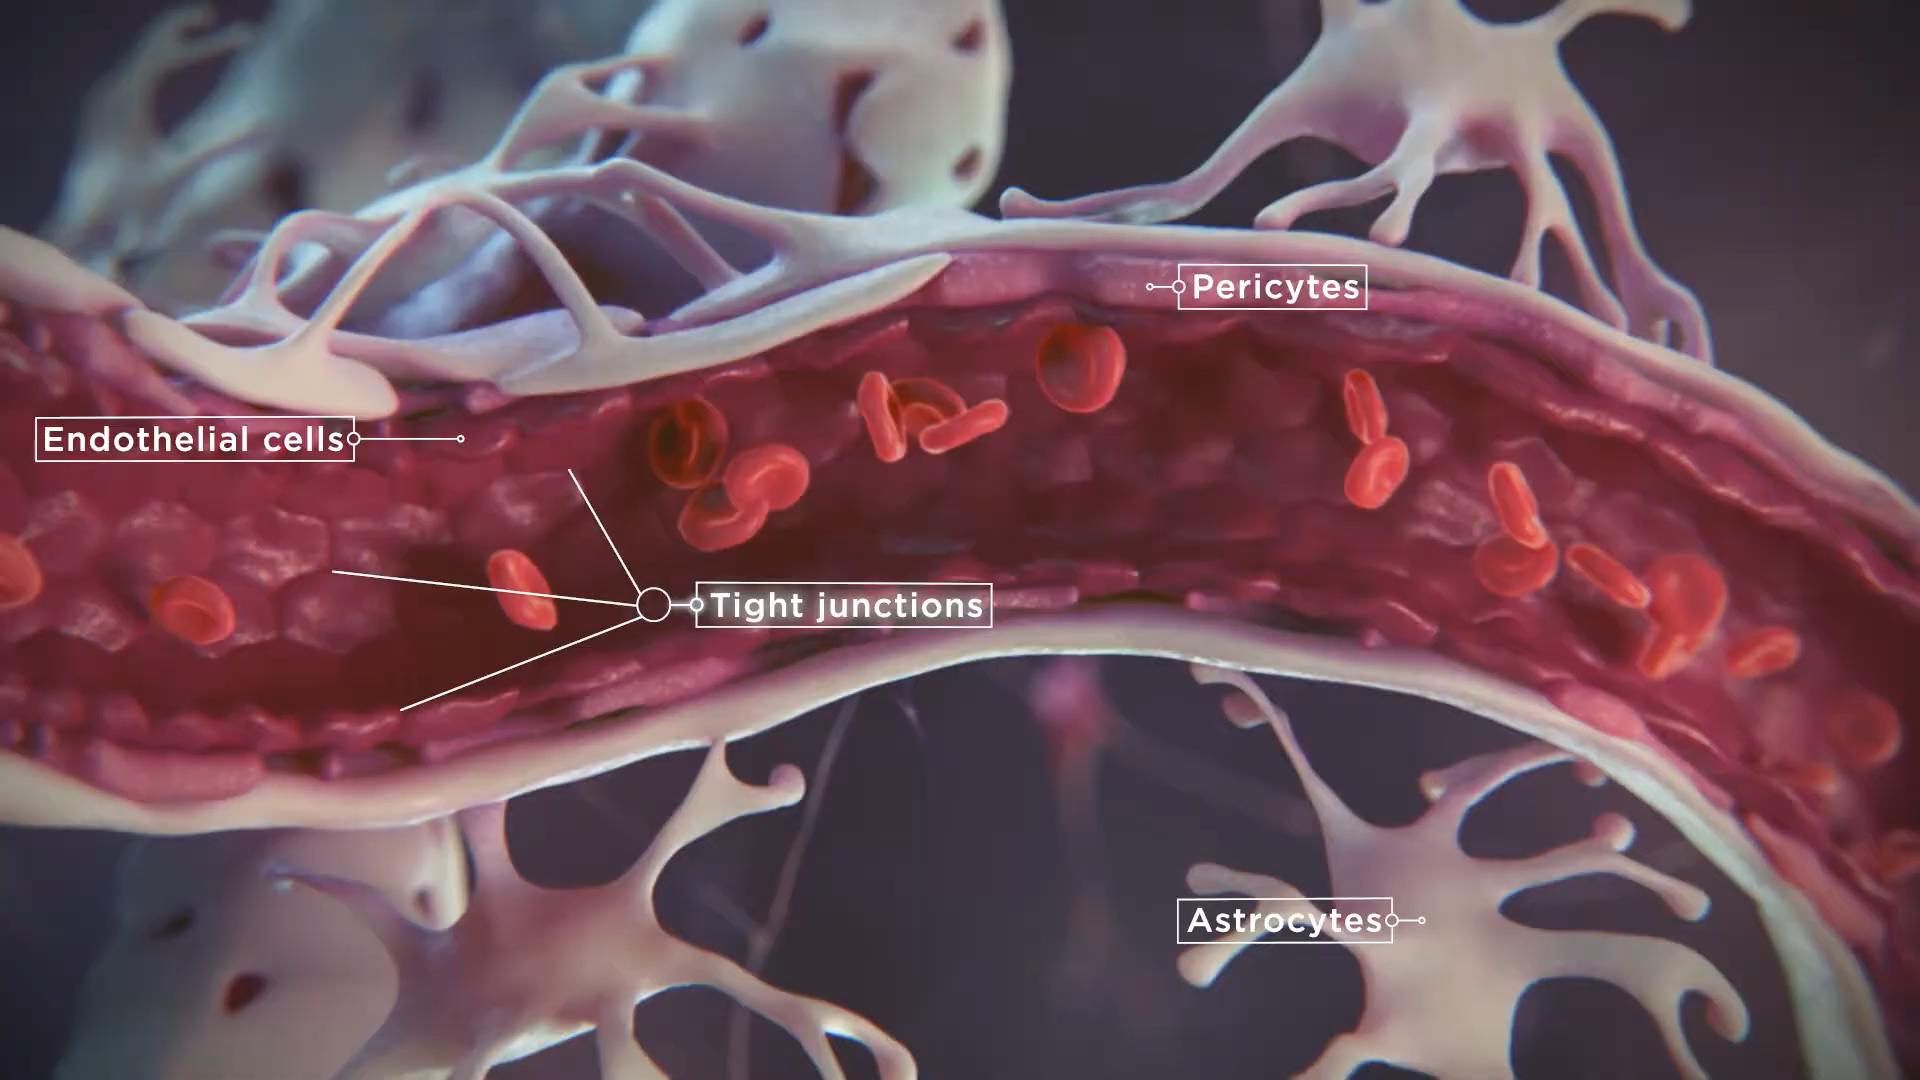 Pericytes
Endothelial cells
Tight junctions
Astrocytes